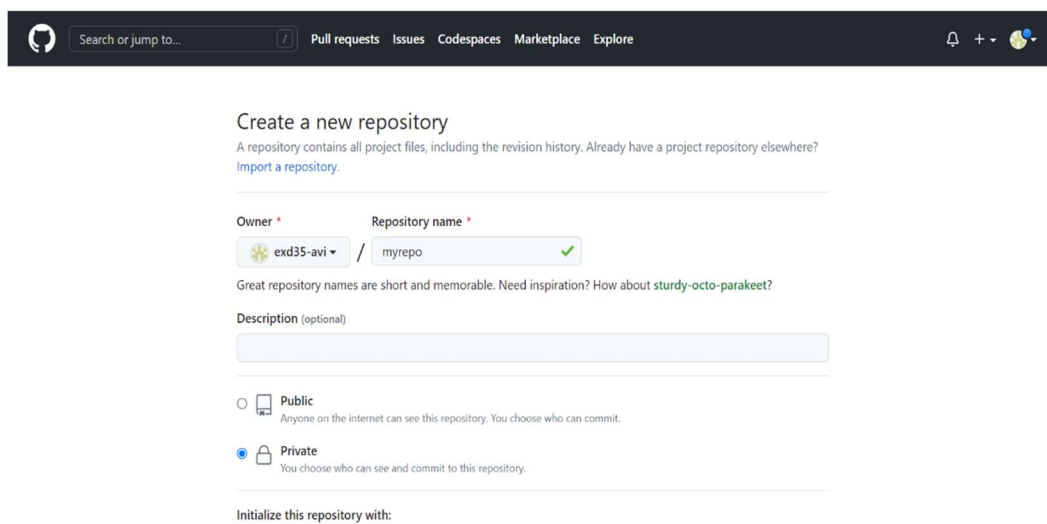 Search or jump to... / Pull requests Issues Codespaces Marketplace Explore
Create a new repository
A repository contains all project files, including the revision history. Already have a project repository elsewhere?
Import a repository.
Owner * Repository name *
exd35-avi / myrepo
Great repository names are short and memorable. Need inspiration? How about sturdy-octo-parakeet?
Description (optional)
Public
Anyone on the internet can see this repository. You choose who can commit.
Private
You choose who can see and commit to this repository.
Initialize this repository with: